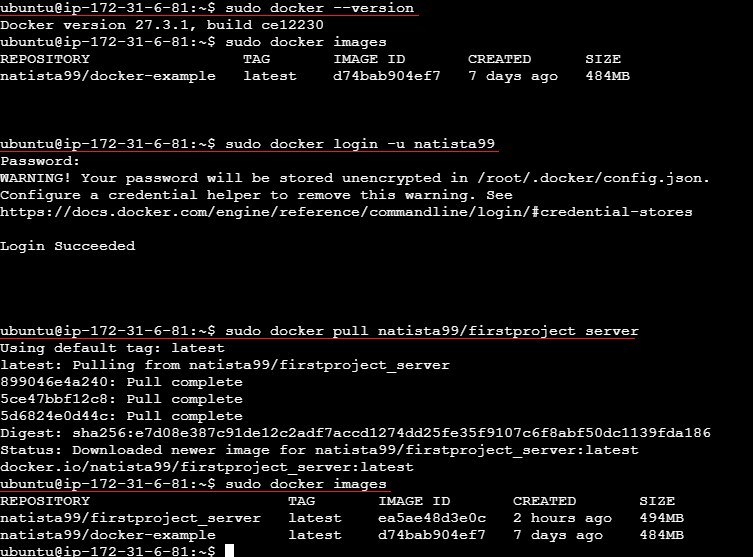 ubuntu@ip-172-31-6-81:~$ sudo docker --version
Docker version 27.3.1, build ce12230
ubuntu@ip-172-31-6-81:~$ sudo docker images
REPOSITORY                 TAG       IMAGE ID       CREATED      SIZE
natista99/docker-example   latest    d74bab904ef7   7 days ago   484MB
ubuntu@ip-172-31-6-81:~$ sudo docker login -u natista99
Password:
WARNING! Your password will be stored unencrypted in /root/.docker/config.json.
Configure a credential helper to remove this warning. See
https://docs.docker.com/engine/reference/commandline/login/#credential-stores
Login Succeeded
ubuntu@ip-172-31-6-81:~$ sudo docker pull natista99/firstproject_server
Using default tag: latest
latest: Pulling from natista99/firstproject_server
899046e4a240: Pull complete
5ce47bbf12c8: Pull complete
5d6824e0d44c: Pull complete
Digest: sha256:e7d08e387c91de12c2adf7accd1274dd25fe35f9107c6f8abf50dc1139fda186
Status: Downloaded newer image for natista99/firstproject_server:latest
docker.io/natista99/firstproject_server:latest
ubuntu@ip-172-31-6-81:~$ sudo docker images
REPOSITORY                      TAG       IMAGE ID       CREATED       SIZE
natista99/firstproject_server   latest    ea5ae48d3e0c   2 hours ago   494MB
natista99/docker-example        latest    d74bab904ef7   7 days ago    484MB
ubuntu@ip-172-31-6-81:~$